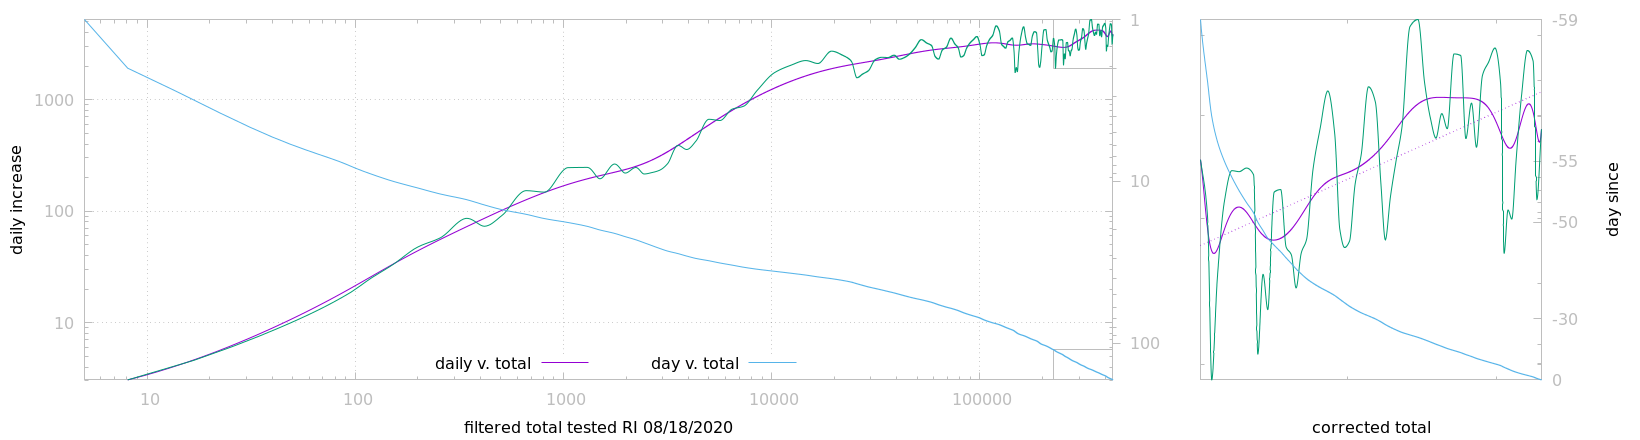 1
-59
1000
daily increase
-55
10
day since
100
-50
10
-30
100
daily v. total
day v. total
0
10
100
1000
10000
100000
filtered total tested RI 08/18/2020
corrected total